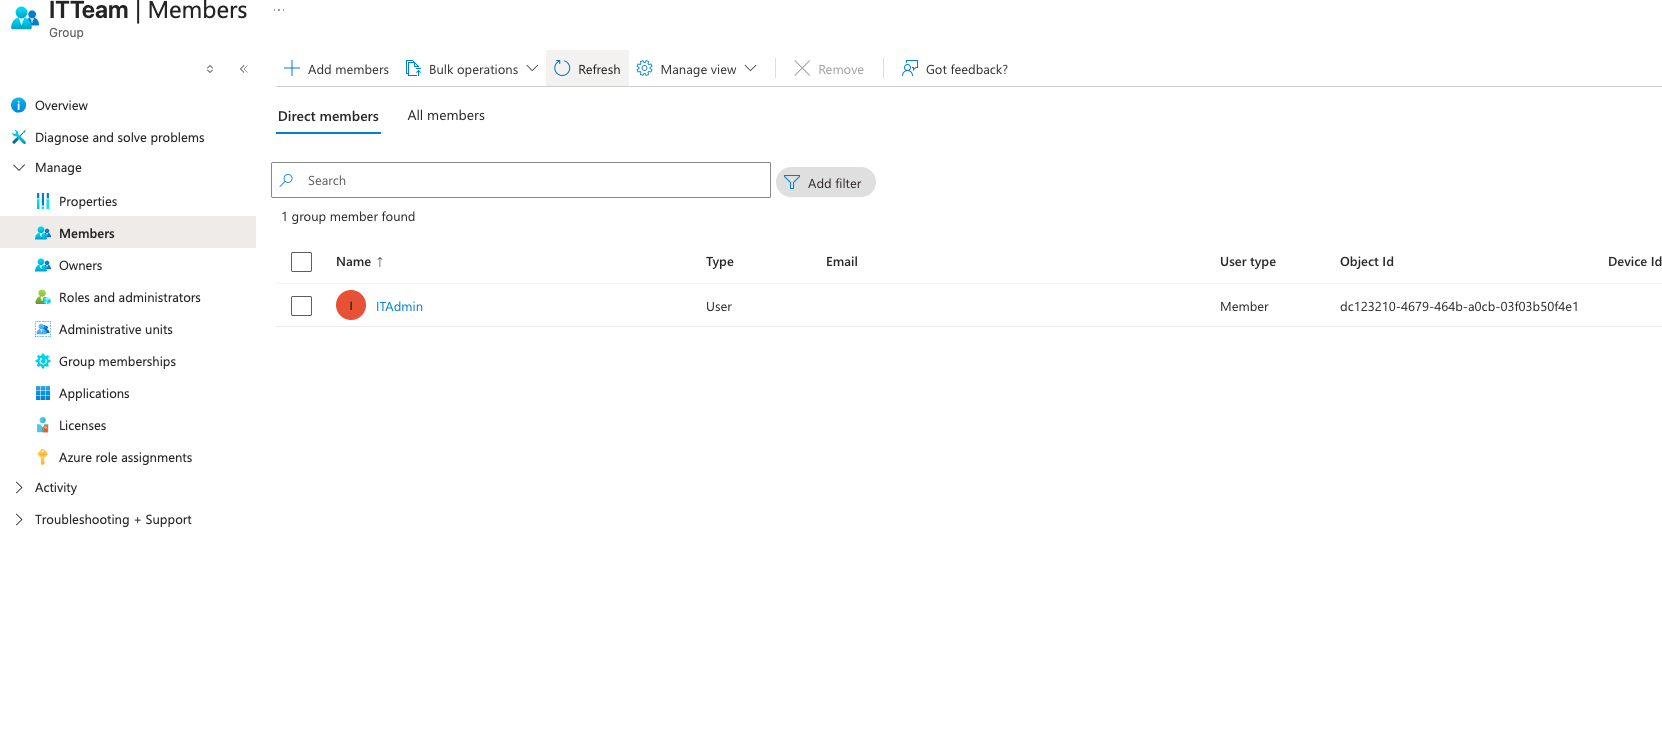 ITTeam | Members ...
Group
Add members Bulk operations Refresh Manage view Remove Got feedback?
Overview
Diagnose and solve problems
Manage
Properties
Members
Owners
Roles and administrators
Administrative units
Group memberships
Applications
Licenses
Azure role assignments
Activity
Troubleshooting + Support
Direct members All members
Search Add filter
1 group member found
Name ↑ Type Email User type Object Id Device Id
I ITAdmin User Member dc123210-4679-464b-a0cb-03f03b50f4e1